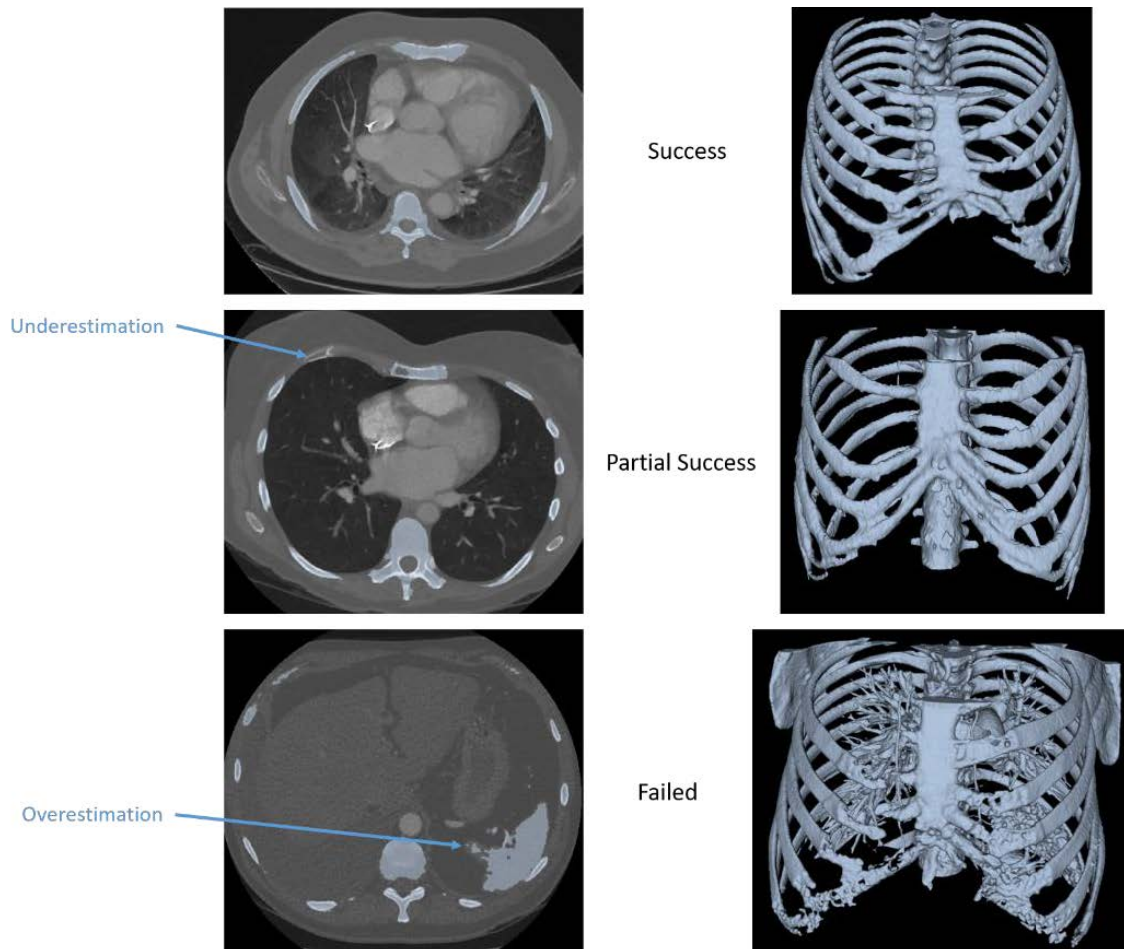 Success
Underestimation
Partial Success
Failed
Overestimation